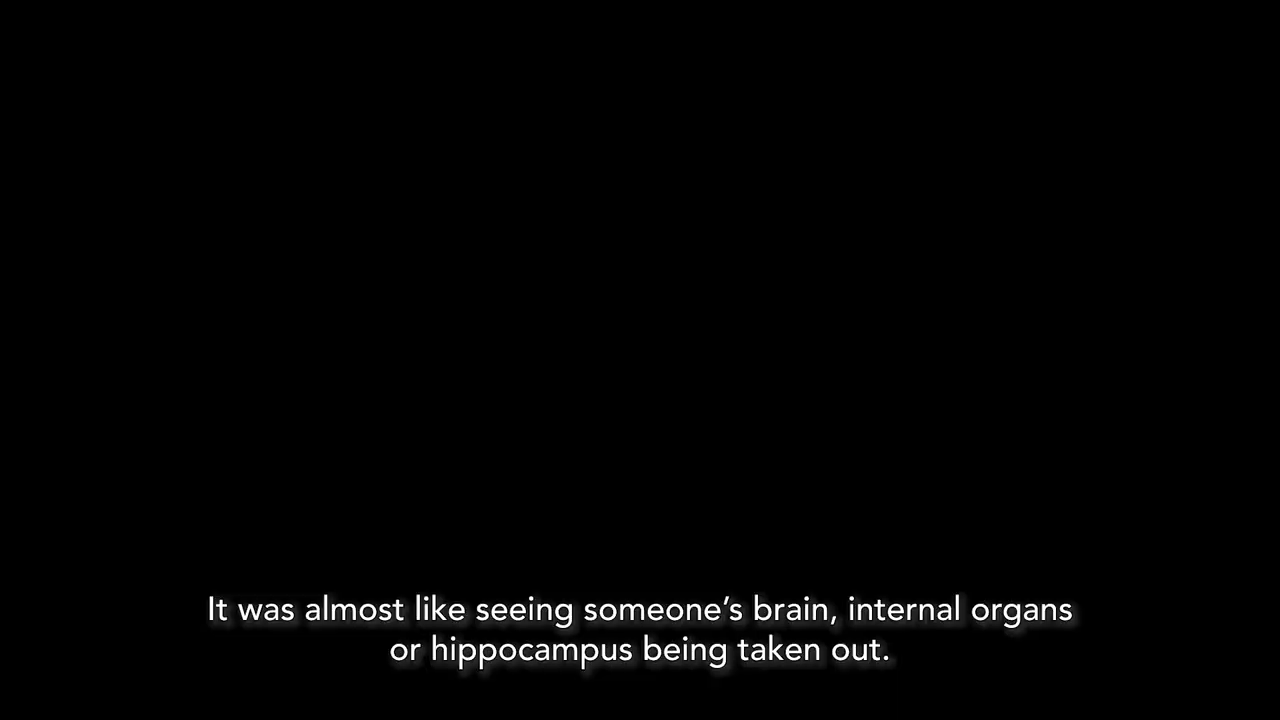 It was almost like seeing someone’s brain, internal organs
or hippocampus being taken out.